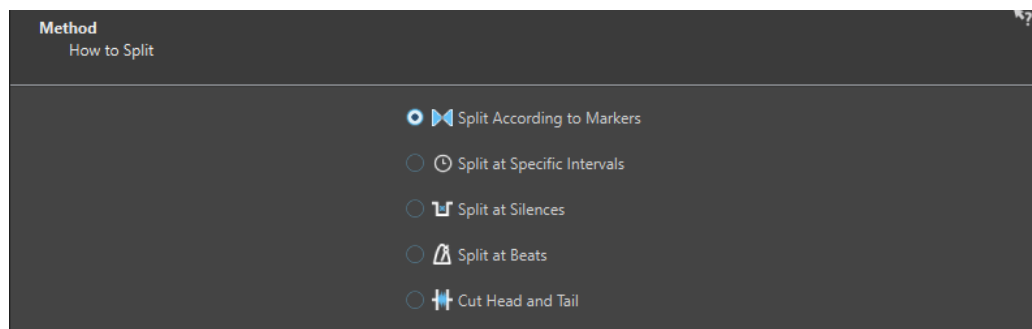 Method
How to Split
Split According to Markers
Split at Specific Intervals
Split at Silences
Split at Beats
Cut Head and Tail